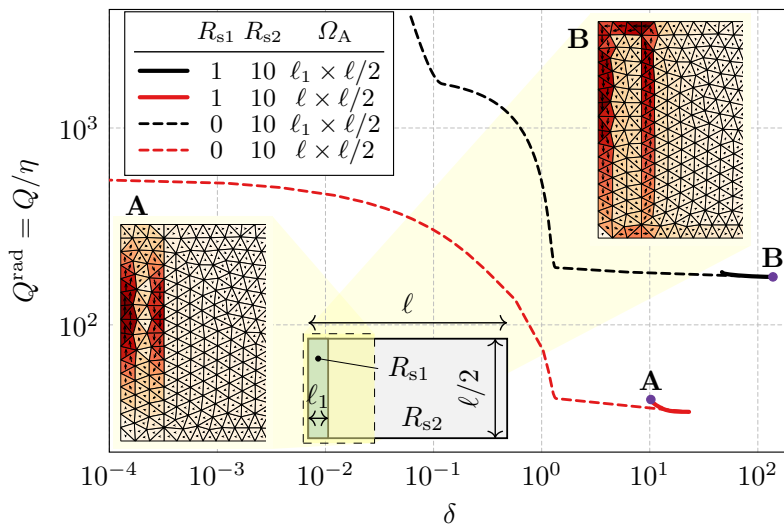 R_s1 R_s2 Ω_A
1 10 ℓ_1 × ℓ/2
1 10 ℓ × ℓ/2
0 10 ℓ_1 × ℓ/2
0 10 ℓ × ℓ/2
B
10^3
Q^rad = Q/η
A
B
10^2
ℓ
R_s1
ℓ_1
R_s2
ℓ/2
A
10^−4 10^−3 10^−2 10^−1 10^0 10^1 10^2
δ